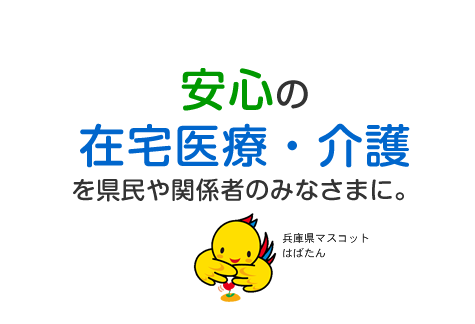 安心の
在宅医療・介護
を県民や関係者のみなさまに。
兵庫県マスコット
はばたん